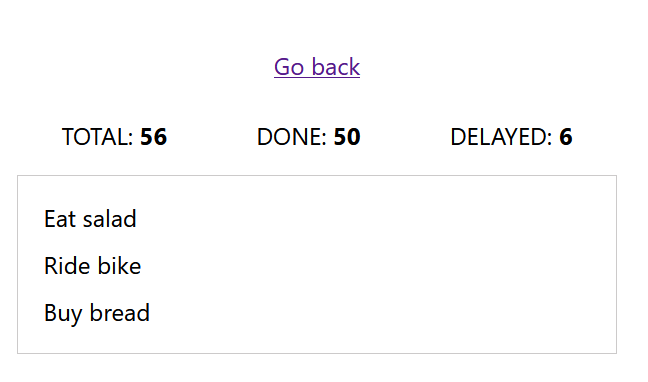 Go back
TOTAL: 56 DONE: 50 DELAYED: 6
Eat salad
Ride bike
Buy bread